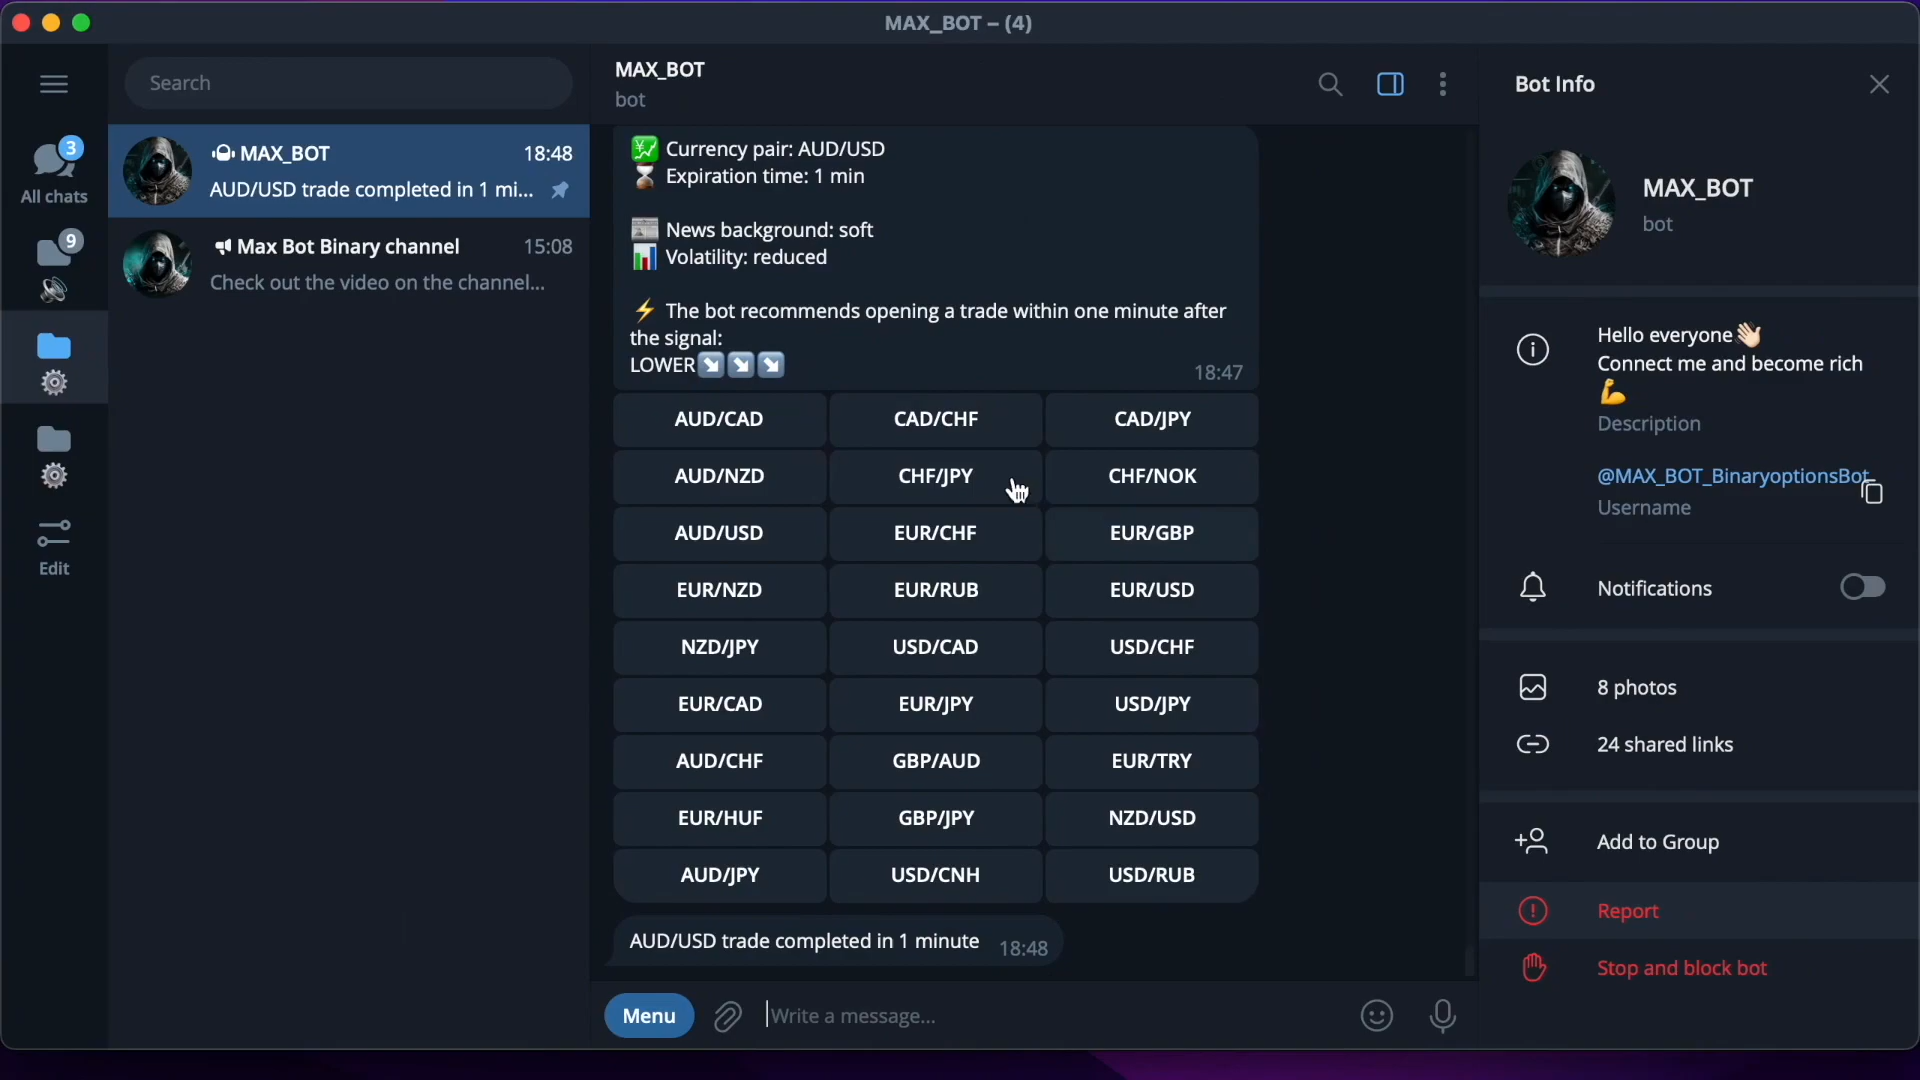 MAX_BOT – (4)
Search
3
All chats
9
Edit
MAX_BOT 18:48
AUD/USD trade completed in 1 mi...
Max Bot Binary channel 15:08
Check out the video on the channel...
MAX_BOT
bot
Currency pair: AUD/USD
Expiration time: 1 min
News background: soft
Volatility: reduced
The bot recommends opening a trade within one minute after
the signal:
LOWER
18:47
AUD/CAD CAD/CHF CAD/JPY
AUD/NZD CHF/JPY CHF/NOK
AUD/USD EUR/CHF EUR/GBP
EUR/NZD EUR/RUB EUR/USD
NZD/JPY USD/CAD USD/CHF
EUR/CAD EUR/JPY USD/JPY
AUD/CHF GBP/AUD EUR/TRY
EUR/HUF GBP/JPY NZD/USD
AUD/JPY USD/CNH USD/RUB
AUD/USD trade completed in 1 minute 18:48
Menu Write a message...
Bot Info
MAX_BOT
bot
Hello everyone
Connect me and become rich
Description
@MAX_BOT_BinaryoptionsBot
Username
Notifications
8 photos
24 shared links
Add to Group
Report
Stop and block bot